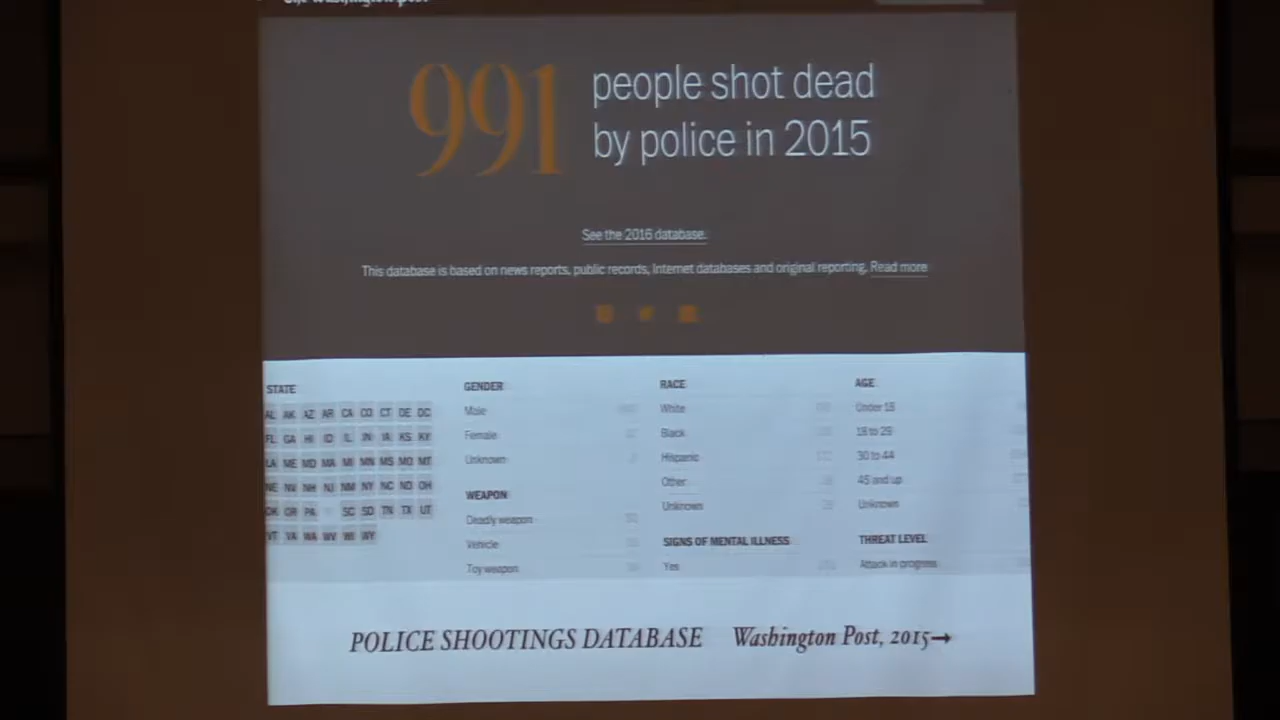 The Washington Post
991 people shot dead
by police in 2015
See the 2016 database.
This database is based on news reports, public records, Internet databases and original reporting. Read more
STATE
AL AK AZ AR CA CO CT DE DC
FL GA HI ID IL IN IA KS KY
LA ME MD MA MI MN MS MO MT
NE NV NH NJ NM NY NC ND OH
OK OR PA SC SD TN TX UT
VT VA WA WV WI WY
GENDER
Male
Female
Unknown
WEAPON
Deadly weapon
Vehicle
Toy weapon
RACE
White
Black
Hispanic
Other
Unknown
SIGNS OF MENTAL ILLNESS
Yes
AGE
Under 18
18 to 29
30 to 44
45 and up
Unknown
THREAT LEVEL
Attack in progress
POLICE SHOOTINGS DATABASE Washington Post, 2015→